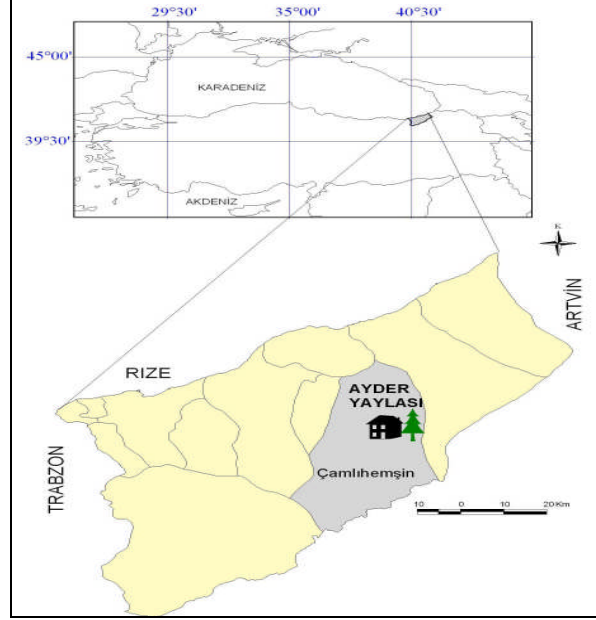 29°30' 35°00' 40°30'
45°00'
KARADENİZ
39°30'
AKDENİZ
K
ARTVİN
RIZE
AYDER
YAYLASI
TRABZON
Çamlıhemşin
10 0 10 20 Km